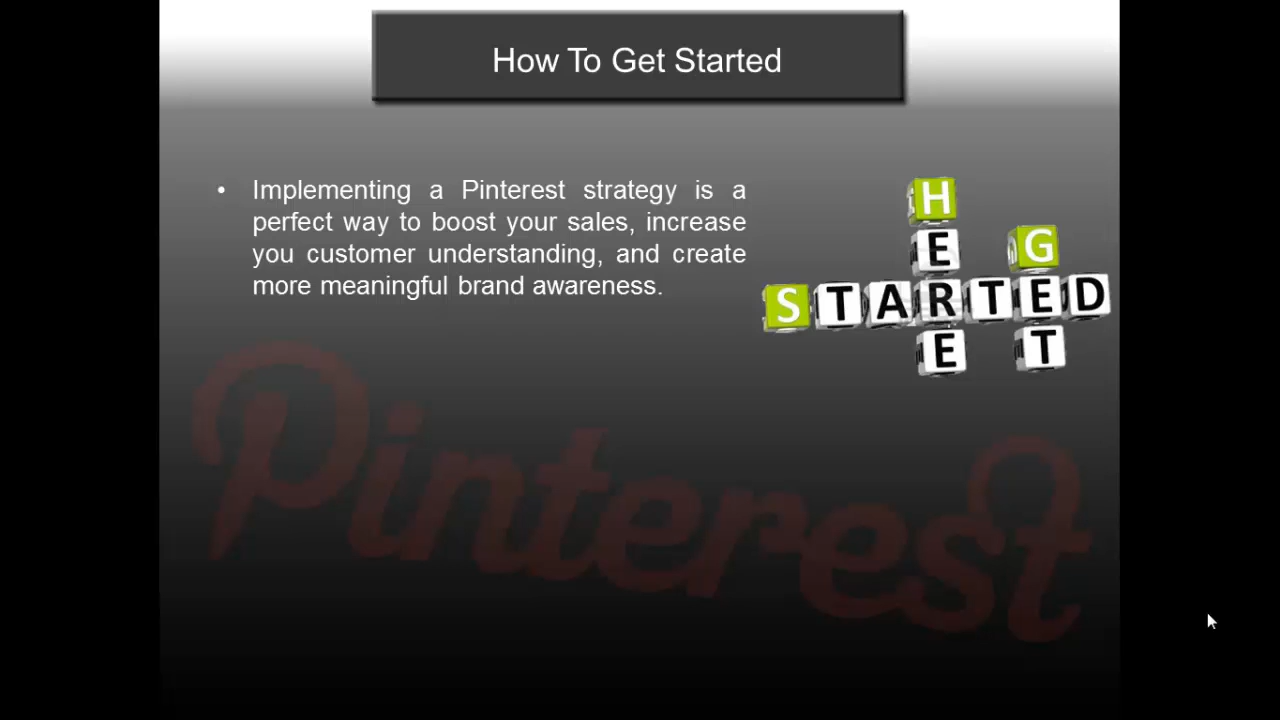 How To Get Started
• Implementing a Pinterest strategy is a
perfect way to boost your sales, increase
you customer understanding, and create
more meaningful brand awareness.
HERE
GET
STARTED
Pinterest